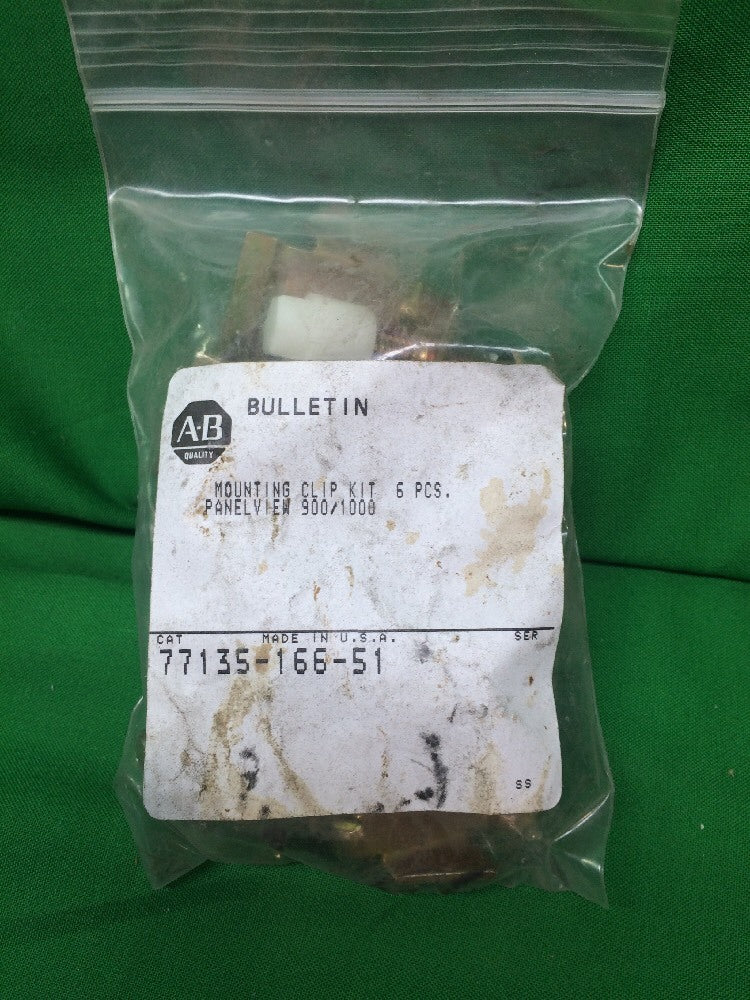 A·B
QUALITY
BULLETIN
MOUNTING CLIP KIT 6 PCS.
PANELVIEW 900/1000
CAT MADE IN U.S.A. SER
77135-166-51
SS